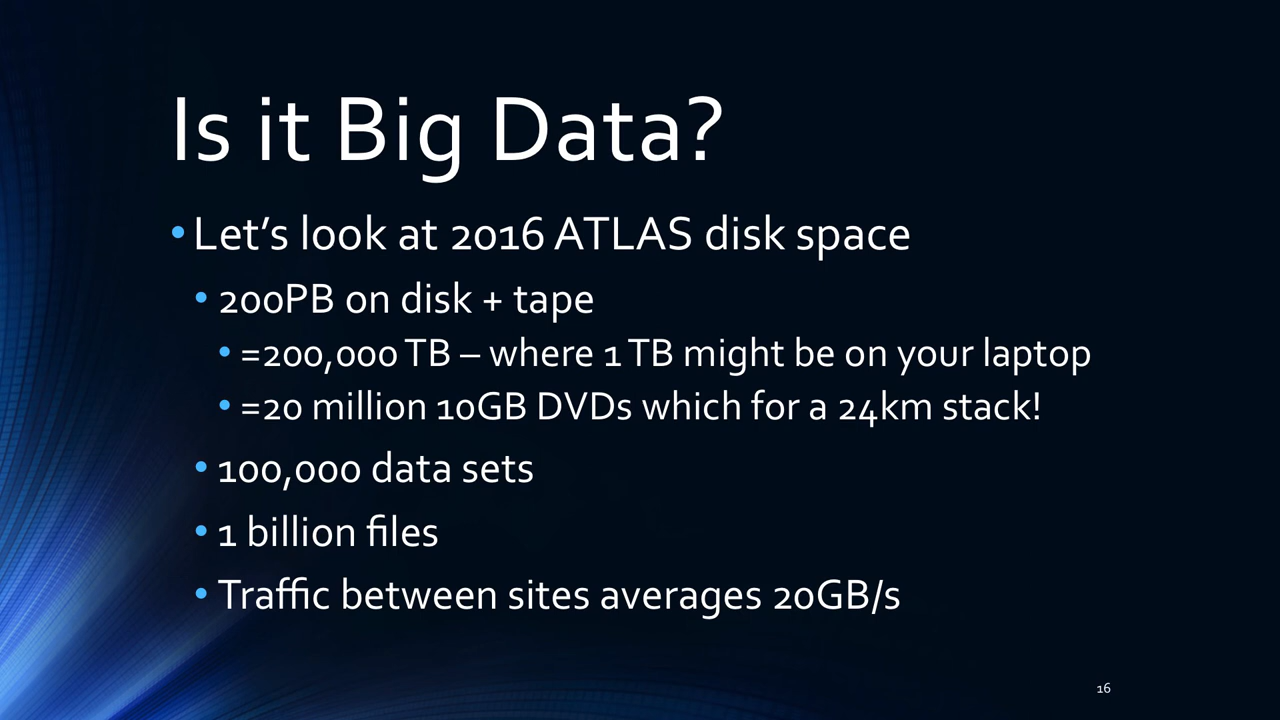 Is it Big Data?
• Let’s look at 2016 ATLAS disk space
• 200PB on disk + tape
• =200,000 TB – where 1 TB might be on your laptop
• =20 million 10GB DVDs which for a 24km stack!
• 100,000 data sets
• 1 billion files
• Traffic between sites averages 20GB/s
16